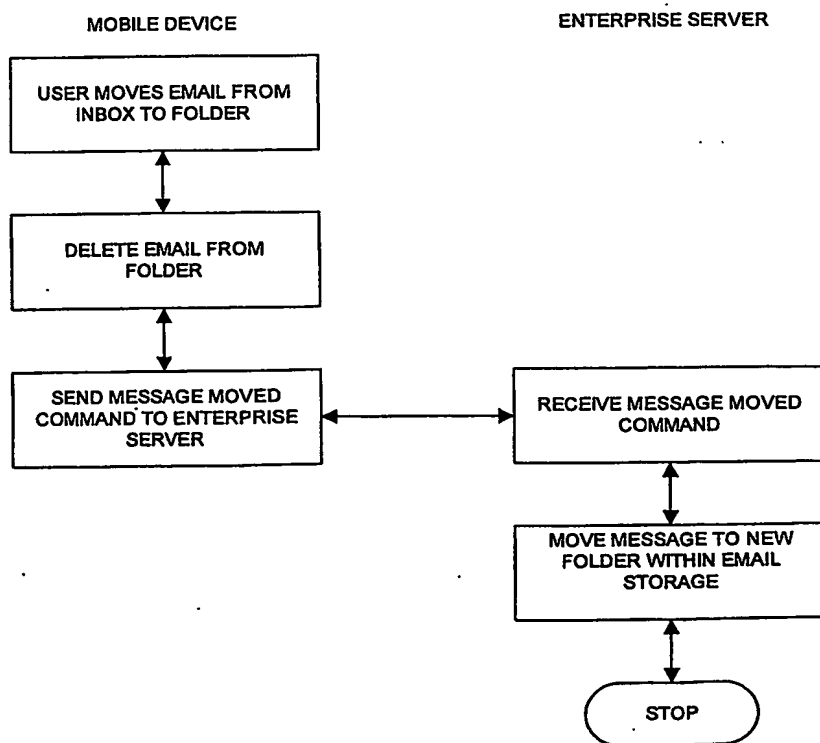 MOBILE DEVICE
ENTERPRISE SERVER
USER MOVES EMAIL FROM
INBOX TO FOLDER
DELETE EMAIL FROM
FOLDER
SEND MESSAGE MOVED
COMMAND TO ENTERPRISE
SERVER
RECEIVE MESSAGE MOVED
COMMAND
MOVE MESSAGE TO NEW
FOLDER WITHIN EMAIL
STORAGE
STOP